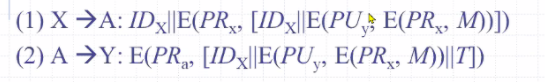 (1) X → A: ID_X||E(PR_x, [ID_X||E(PU_y, E(PR_x, M))])
(2) A → Y: E(PR_a, [ID_X||E(PU_y, E(PR_x, M))||T])